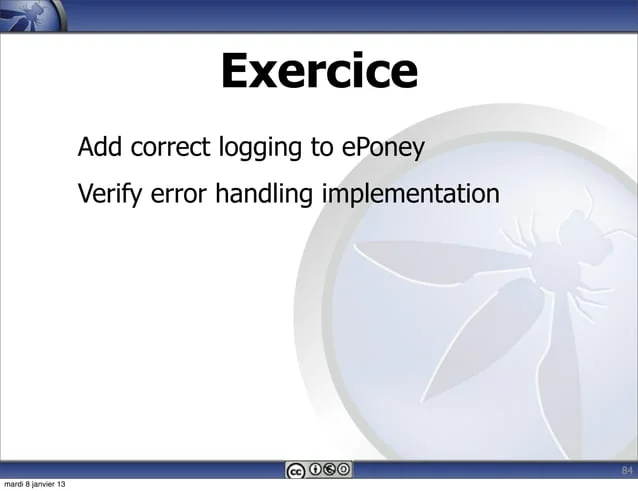 Exercice
Add correct logging to ePoney
Verify error handling implementation
84
mardi 8 janvier 13